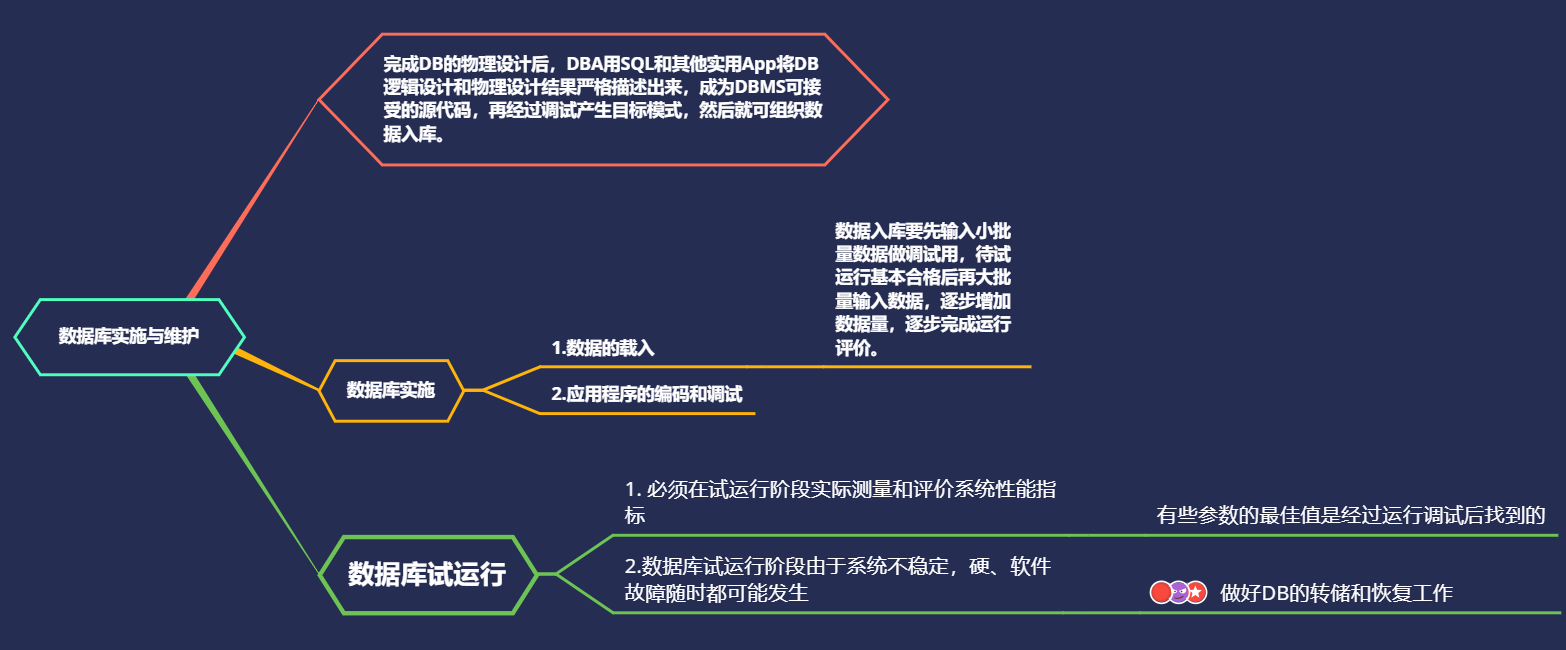 完成DB的物理设计后，DBA用SQL和其他实用App将DB
逻辑设计和物理设计结果严格描述出来，成为DBMS可接
受的源代码，再经过调试产生目标模式，然后就可组织数
据入库。
数据库实施与维护
数据库实施
1.数据的载入
数据入库要先输入小批
量数据做调试用，待试
运行基本合格后再大批
量输入数据，逐步增加
数据量，逐步完成运行
评价。
2.应用程序的编码和调试
数据库试运行
1. 必须在试运行阶段实际测量和评价系统性能指
标
有些参数的最佳值是经过运行调试后找到的
2.数据库试运行阶段由于系统不稳定，硬、软件
故障随时都可能发生
做好DB的转储和恢复工作